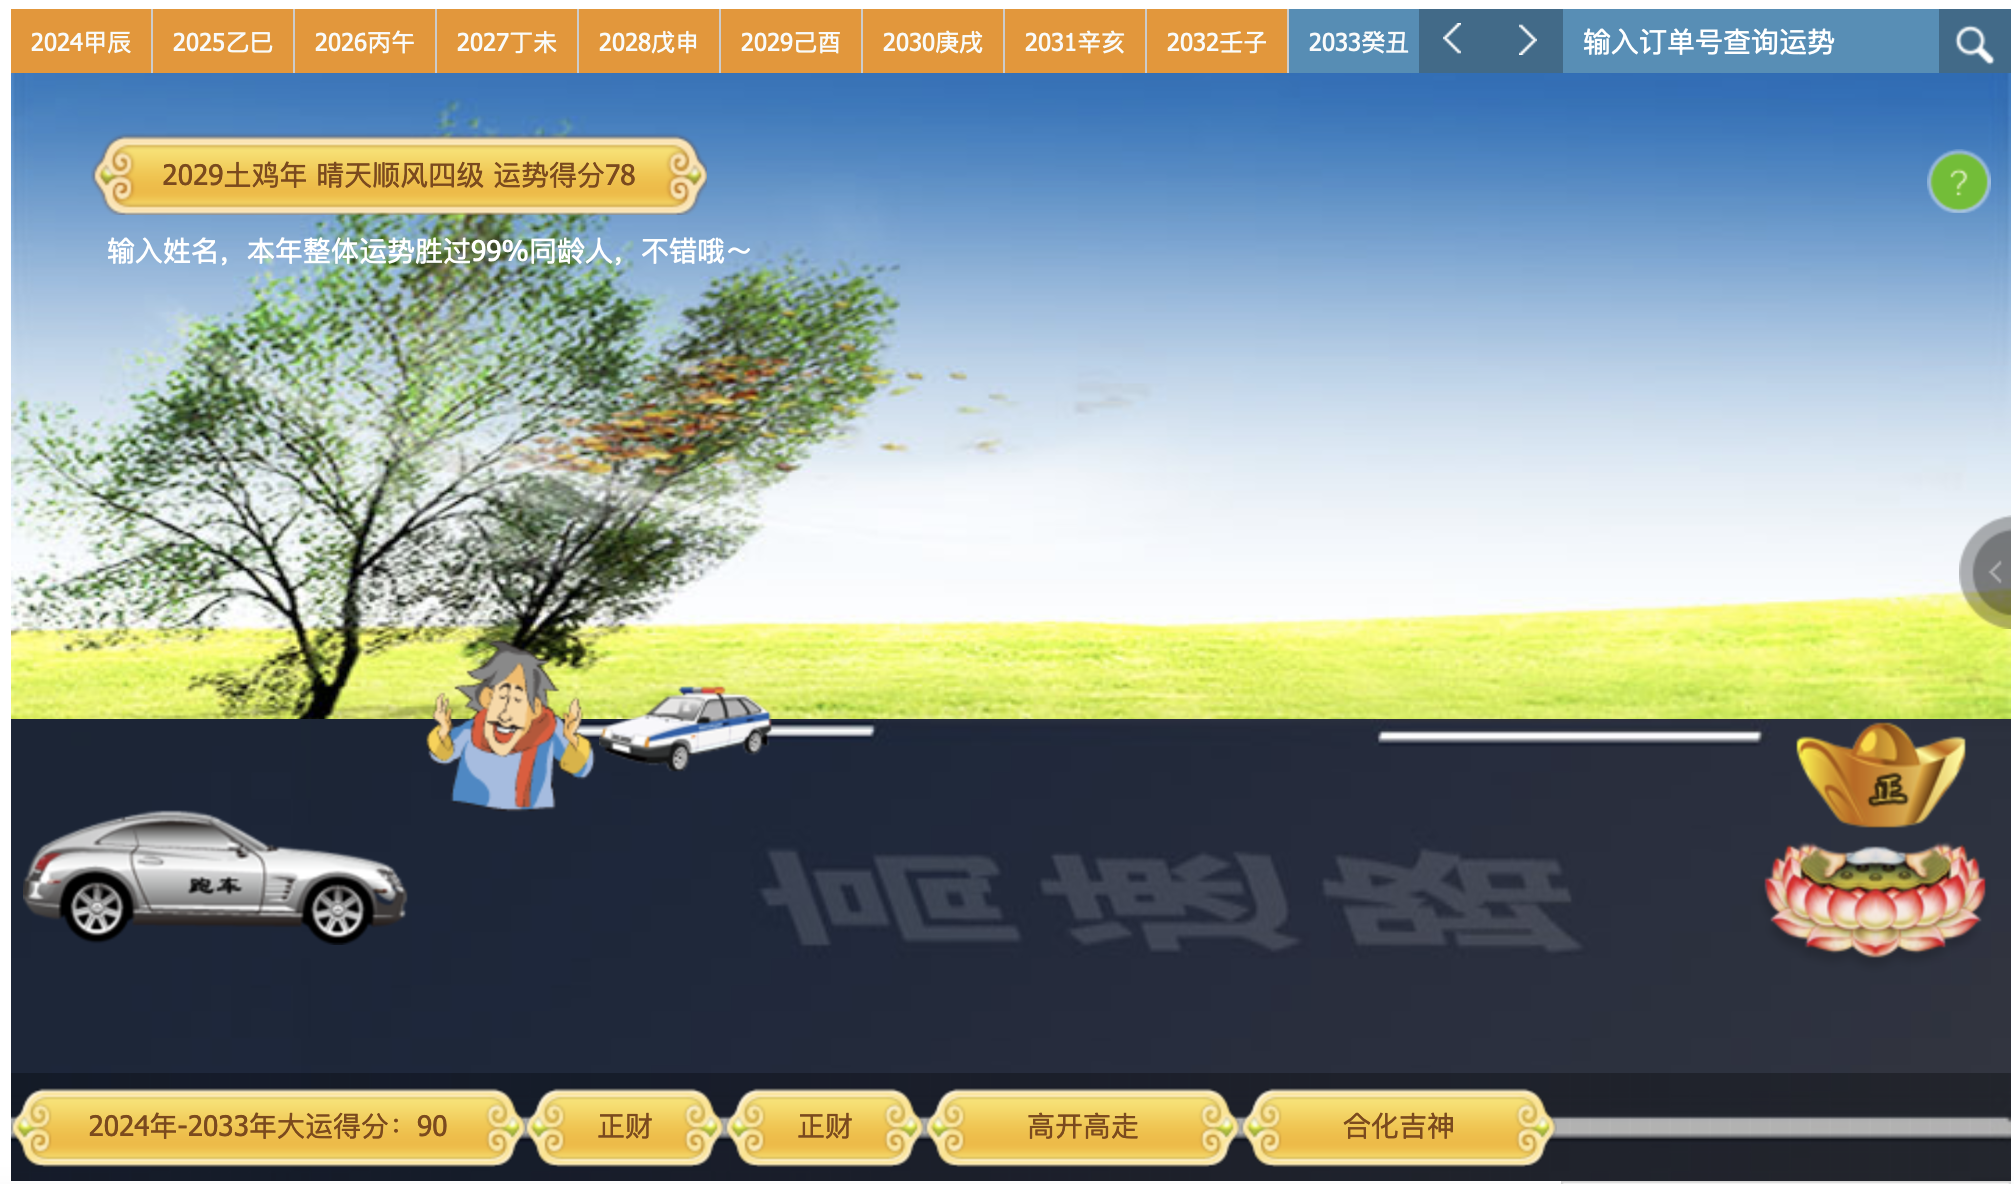 2024甲辰
2025乙巳
2026丙午
2027丁未
2028戊申
2029己酉
2030庚戌
2031辛亥
2032壬子
2033癸丑
输入订单号查询运势
2029土鸡年 晴天顺风四级 运势得分78
?
输入姓名，本年整体运势胜过99%同龄人，不错哦～
正
跑车
高速路
2024年-2033年大运得分：90
正财
正财
高开高走
合化吉神